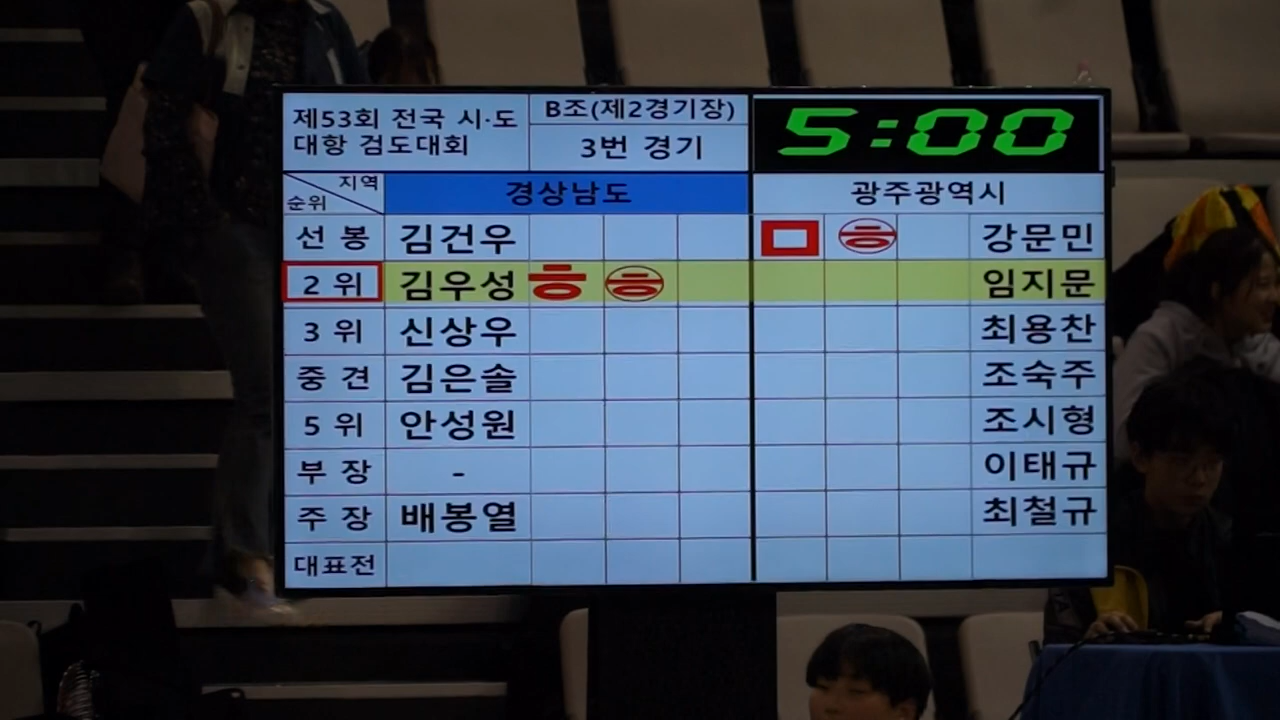 제53회 전국 시·도
대항 검도대회
B조(제2경기장)
3번 경기
5:00
지역
순위
경상남도
광주광역시
선 봉 김건우 ㅁ ㅎ 강문민
2 위 김우성 ㅎ ㅎ 임지문
3 위 신상우 최용찬
중 견 김은솔 조숙주
5 위 안성원 조시형
부 장 - 이태규
주 장 배봉열 최철규
대표전